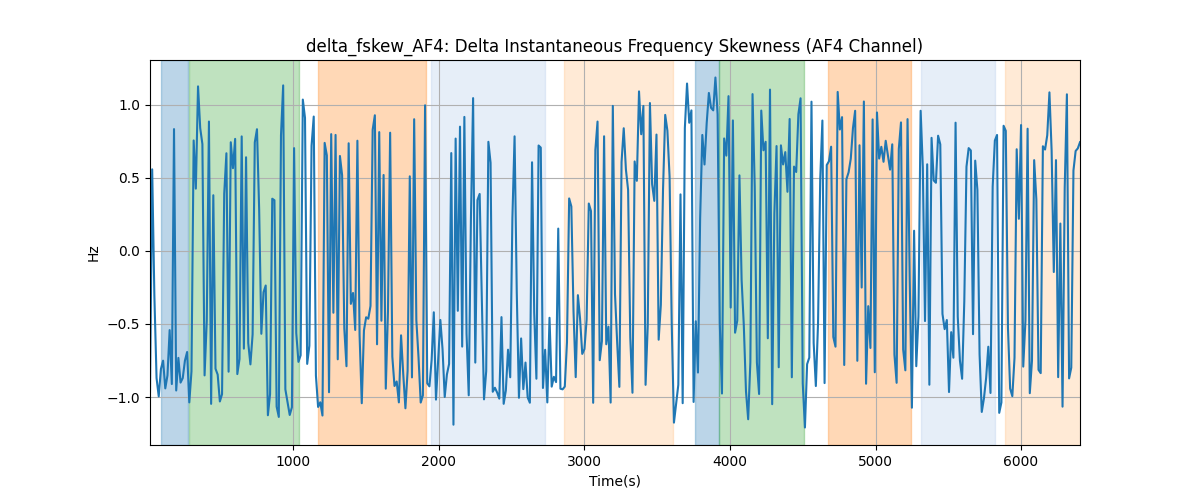 delta_fskew_AF4: Delta Instantaneous Frequency Skewness (AF4 Channel)
1.0
0.5
0.0
−0.5
−1.0
Hz
1000 2000 3000 4000 5000 6000
Time(s)